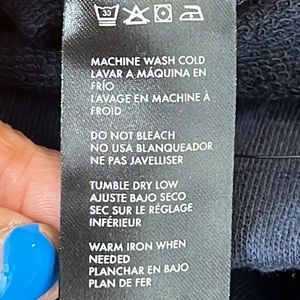 30
MACHINE WASH COLD
LAVAR A MÁQUINA EN
FRÍO
LAVAGE EN MACHINE À
FROID
DO NOT BLEACH
NO USA BLANQUEADOR
NE PAS JAVELLISER
TUMBLE DRY LOW
AJUSTE BAJO SECO
SEC SUR LE RÉGLAGE
INFÉRIEUR
WARM IRON WHEN
NEEDED
PLANCHAR EN BAJO
PLAN DE FER